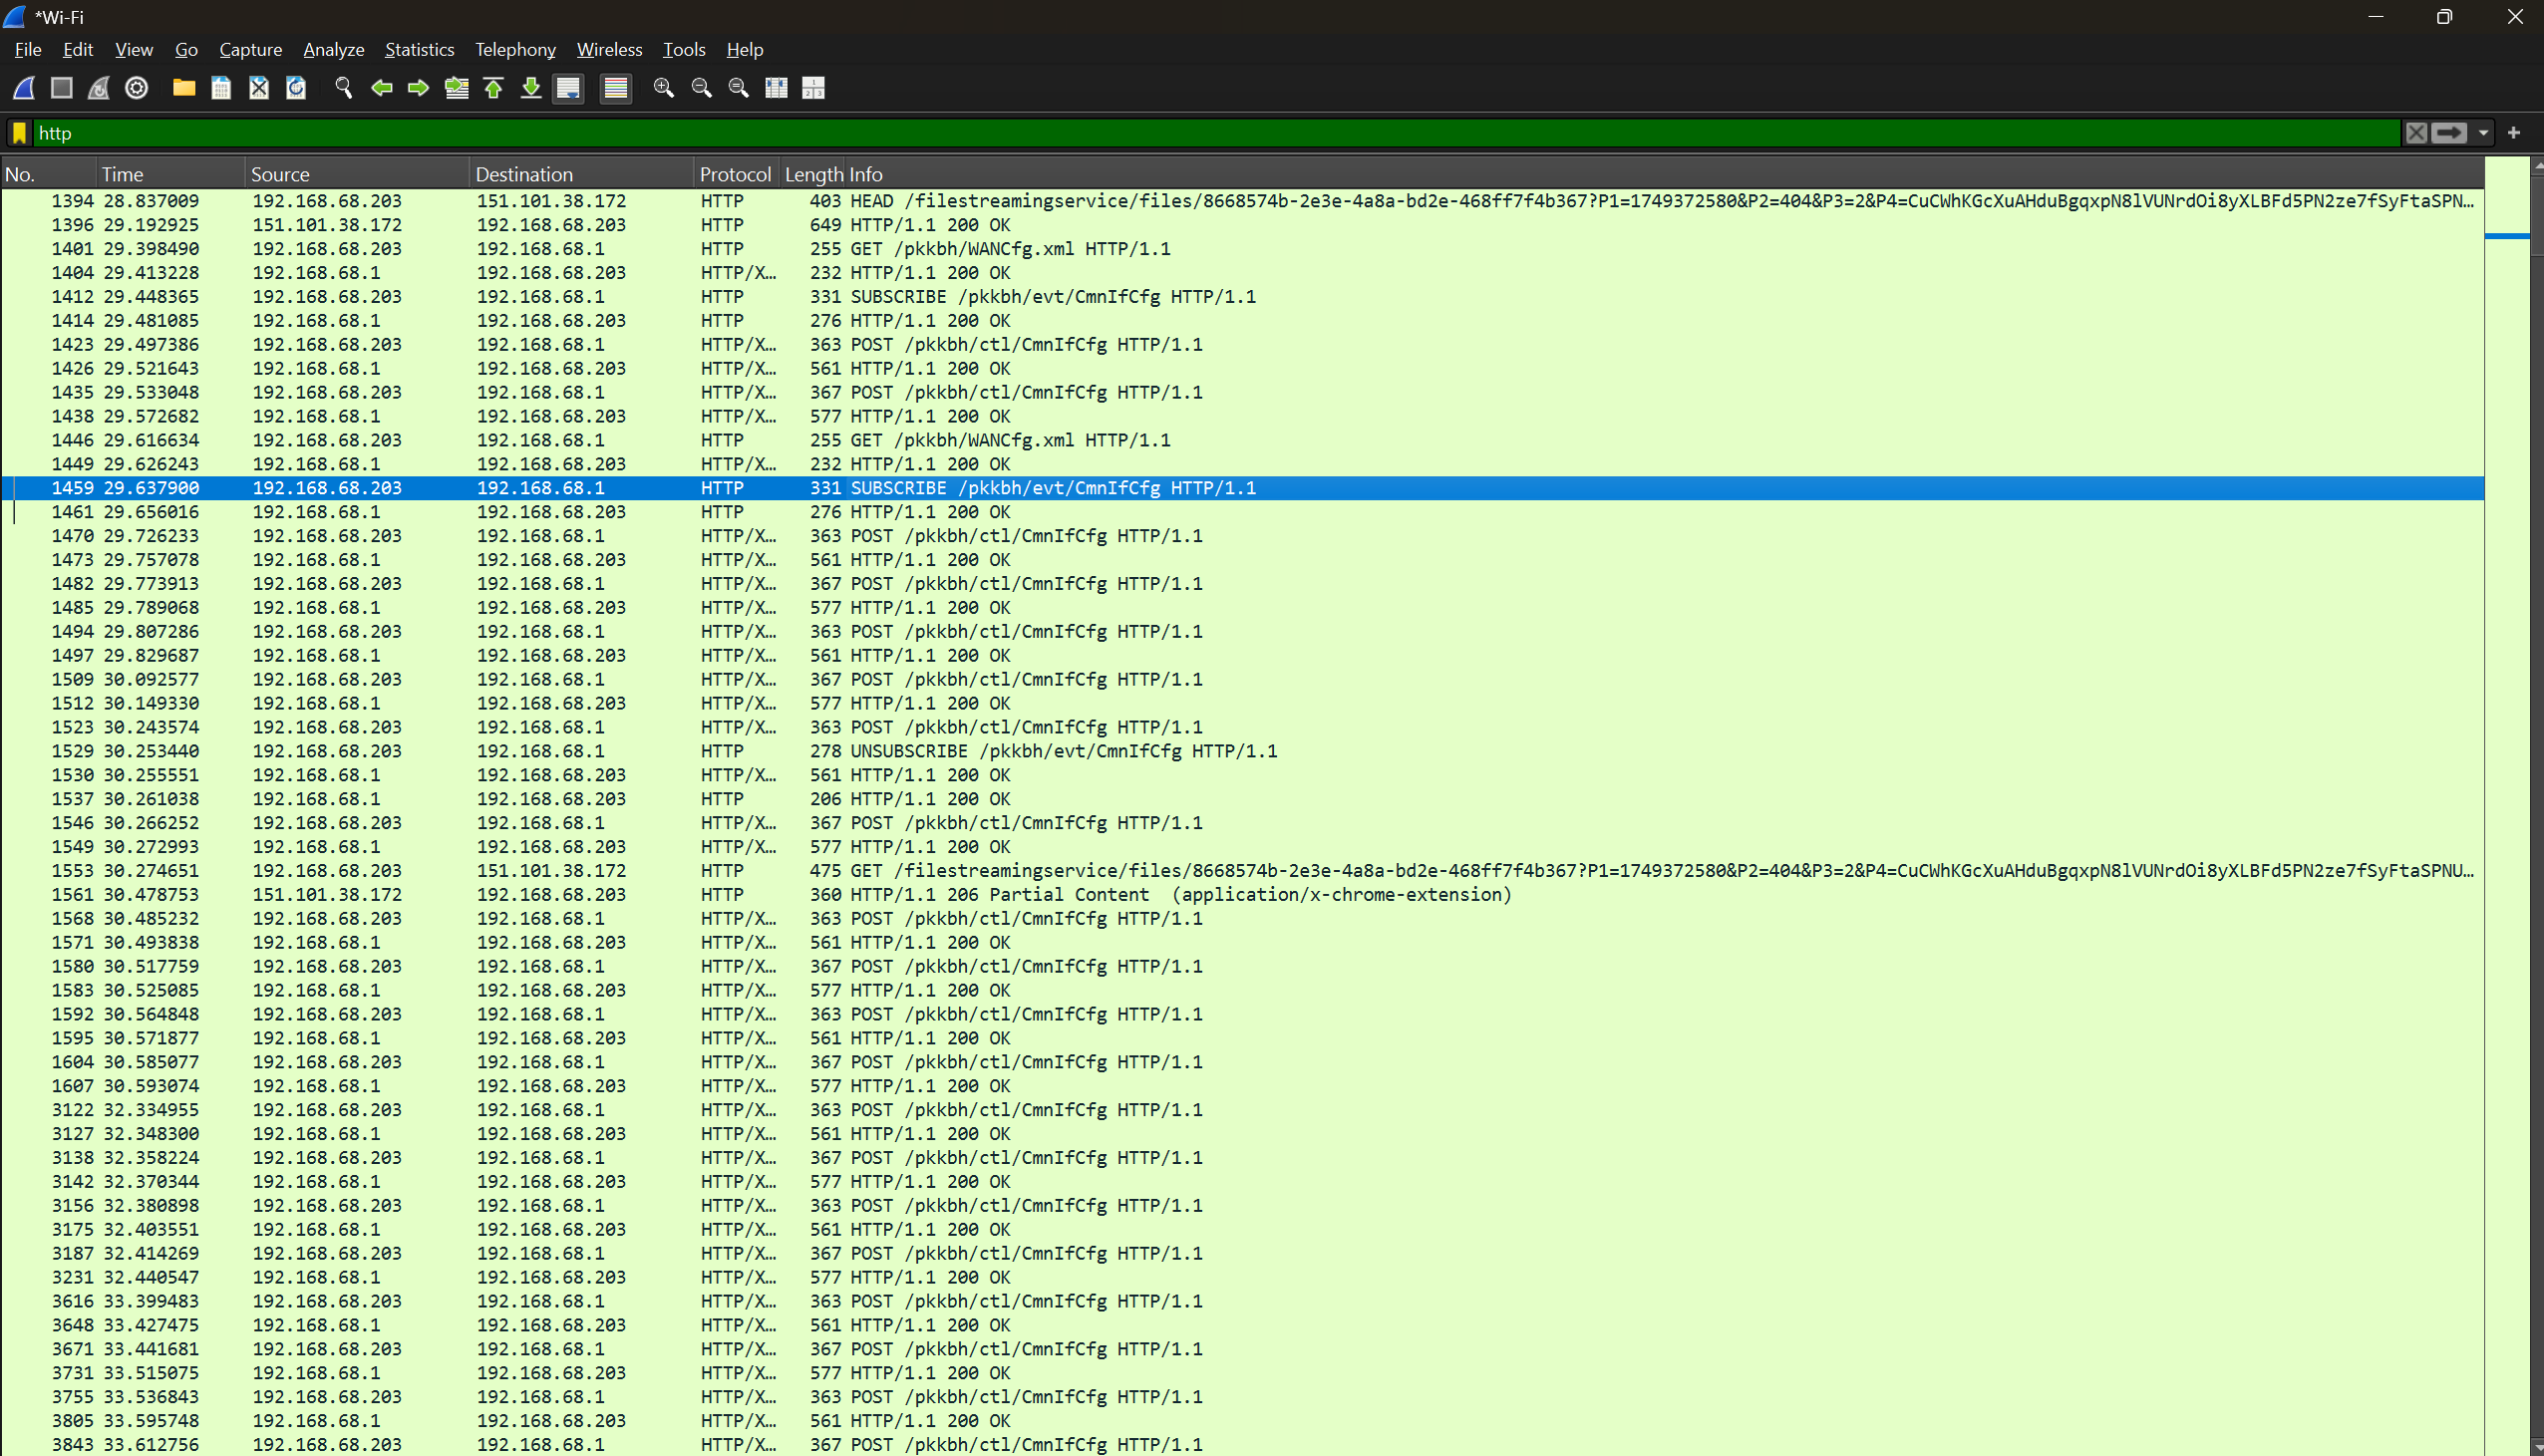 *Wi-Fi
File Edit View Go Capture Analyze Statistics Telephony Wireless Tools Help
http
No. Time Source Destination Protocol Length Info
1394 28.837009 192.168.68.203 151.101.38.172 HTTP 403 HEAD /filestreamingservice/files/8668574b-2e3e-4a8a-bd2e-468ff7f4b367?P1=1749372580&P2=404&P3=2&P4=CuCWhKGcXuAHduBgqxpN8lVUNrdOi8yXLBFd5PN2ze7fSyFtaSPN…
1396 29.192925 151.101.38.172 192.168.68.203 HTTP 649 HTTP/1.1 200 OK
1401 29.398490 192.168.68.203 192.168.68.1 HTTP 255 GET /pkkbh/WANCfg.xml HTTP/1.1
1404 29.413228 192.168.68.1 192.168.68.203 HTTP/X… 232 HTTP/1.1 200 OK
1412 29.448365 192.168.68.203 192.168.68.1 HTTP 331 SUBSCRIBE /pkkbh/evt/CmnIfCfg HTTP/1.1
1414 29.481085 192.168.68.1 192.168.68.203 HTTP 276 HTTP/1.1 200 OK
1423 29.497386 192.168.68.203 192.168.68.1 HTTP/X… 363 POST /pkkbh/ctl/CmnIfCfg HTTP/1.1
1426 29.521643 192.168.68.1 192.168.68.203 HTTP/X… 561 HTTP/1.1 200 OK
1435 29.533048 192.168.68.203 192.168.68.1 HTTP/X… 367 POST /pkkbh/ctl/CmnIfCfg HTTP/1.1
1438 29.572682 192.168.68.1 192.168.68.203 HTTP/X… 577 HTTP/1.1 200 OK
1446 29.616634 192.168.68.203 192.168.68.1 HTTP 255 GET /pkkbh/WANCfg.xml HTTP/1.1
1449 29.626243 192.168.68.1 192.168.68.203 HTTP/X… 232 HTTP/1.1 200 OK
1459 29.637900 192.168.68.203 192.168.68.1 HTTP 331 SUBSCRIBE /pkkbh/evt/CmnIfCfg HTTP/1.1
1461 29.656016 192.168.68.1 192.168.68.203 HTTP 276 HTTP/1.1 200 OK
1470 29.726233 192.168.68.203 192.168.68.1 HTTP/X… 363 POST /pkkbh/ctl/CmnIfCfg HTTP/1.1
1473 29.757078 192.168.68.1 192.168.68.203 HTTP/X… 561 HTTP/1.1 200 OK
1482 29.773913 192.168.68.203 192.168.68.1 HTTP/X… 367 POST /pkkbh/ctl/CmnIfCfg HTTP/1.1
1485 29.789068 192.168.68.1 192.168.68.203 HTTP/X… 577 HTTP/1.1 200 OK
1494 29.807286 192.168.68.203 192.168.68.1 HTTP/X… 363 POST /pkkbh/ctl/CmnIfCfg HTTP/1.1
1497 29.829687 192.168.68.1 192.168.68.203 HTTP/X… 561 HTTP/1.1 200 OK
1509 30.092577 192.168.68.203 192.168.68.1 HTTP/X… 367 POST /pkkbh/ctl/CmnIfCfg HTTP/1.1
1512 30.149330 192.168.68.1 192.168.68.203 HTTP/X… 577 HTTP/1.1 200 OK
1523 30.243574 192.168.68.203 192.168.68.1 HTTP/X… 363 POST /pkkbh/ctl/CmnIfCfg HTTP/1.1
1529 30.253440 192.168.68.203 192.168.68.1 HTTP 278 UNSUBSCRIBE /pkkbh/evt/CmnIfCfg HTTP/1.1
1530 30.255551 192.168.68.1 192.168.68.203 HTTP/X… 561 HTTP/1.1 200 OK
1537 30.261038 192.168.68.1 192.168.68.203 HTTP 206 HTTP/1.1 200 OK
1546 30.266252 192.168.68.203 192.168.68.1 HTTP/X… 367 POST /pkkbh/ctl/CmnIfCfg HTTP/1.1
1549 30.272993 192.168.68.1 192.168.68.203 HTTP/X… 577 HTTP/1.1 200 OK
1553 30.274651 192.168.68.203 151.101.38.172 HTTP 475 GET /filestreamingservice/files/8668574b-2e3e-4a8a-bd2e-468ff7f4b367?P1=1749372580&P2=404&P3=2&P4=CuCWhKGcXuAHduBgqxpN8lVUNrdOi8yXLBFd5PN2ze7fSyFtaSPNU…
1561 30.478753 151.101.38.172 192.168.68.203 HTTP 360 HTTP/1.1 206 Partial Content (application/x-chrome-extension)
1568 30.485232 192.168.68.203 192.168.68.1 HTTP/X… 363 POST /pkkbh/ctl/CmnIfCfg HTTP/1.1
1571 30.493838 192.168.68.1 192.168.68.203 HTTP/X… 561 HTTP/1.1 200 OK
1580 30.517759 192.168.68.203 192.168.68.1 HTTP/X… 367 POST /pkkbh/ctl/CmnIfCfg HTTP/1.1
1583 30.525085 192.168.68.1 192.168.68.203 HTTP/X… 577 HTTP/1.1 200 OK
1592 30.564848 192.168.68.203 192.168.68.1 HTTP/X… 363 POST /pkkbh/ctl/CmnIfCfg HTTP/1.1
1595 30.571877 192.168.68.1 192.168.68.203 HTTP/X… 561 HTTP/1.1 200 OK
1604 30.585077 192.168.68.203 192.168.68.1 HTTP/X… 367 POST /pkkbh/ctl/CmnIfCfg HTTP/1.1
1607 30.593074 192.168.68.1 192.168.68.203 HTTP/X… 577 HTTP/1.1 200 OK
3122 32.334955 192.168.68.203 192.168.68.1 HTTP/X… 363 POST /pkkbh/ctl/CmnIfCfg HTTP/1.1
3127 32.348300 192.168.68.1 192.168.68.203 HTTP/X… 561 HTTP/1.1 200 OK
3138 32.358224 192.168.68.203 192.168.68.1 HTTP/X… 367 POST /pkkbh/ctl/CmnIfCfg HTTP/1.1
3142 32.370344 192.168.68.1 192.168.68.203 HTTP/X… 577 HTTP/1.1 200 OK
3156 32.380898 192.168.68.203 192.168.68.1 HTTP/X… 363 POST /pkkbh/ctl/CmnIfCfg HTTP/1.1
3175 32.403551 192.168.68.1 192.168.68.203 HTTP/X… 561 HTTP/1.1 200 OK
3187 32.414269 192.168.68.203 192.168.68.1 HTTP/X… 367 POST /pkkbh/ctl/CmnIfCfg HTTP/1.1
3231 32.440547 192.168.68.1 192.168.68.203 HTTP/X… 577 HTTP/1.1 200 OK
3616 33.399483 192.168.68.203 192.168.68.1 HTTP/X… 363 POST /pkkbh/ctl/CmnIfCfg HTTP/1.1
3648 33.427475 192.168.68.1 192.168.68.203 HTTP/X… 561 HTTP/1.1 200 OK
3671 33.441681 192.168.68.203 192.168.68.1 HTTP/X… 367 POST /pkkbh/ctl/CmnIfCfg HTTP/1.1
3731 33.515075 192.168.68.1 192.168.68.203 HTTP/X… 577 HTTP/1.1 200 OK
3755 33.536843 192.168.68.203 192.168.68.1 HTTP/X… 363 POST /pkkbh/ctl/CmnIfCfg HTTP/1.1
3805 33.595748 192.168.68.1 192.168.68.203 HTTP/X… 561 HTTP/1.1 200 OK
3843 33.612756 192.168.68.203 192.168.68.1 HTTP/X… 367 POST /pkkbh/ctl/CmnIfCfg HTTP/1.1